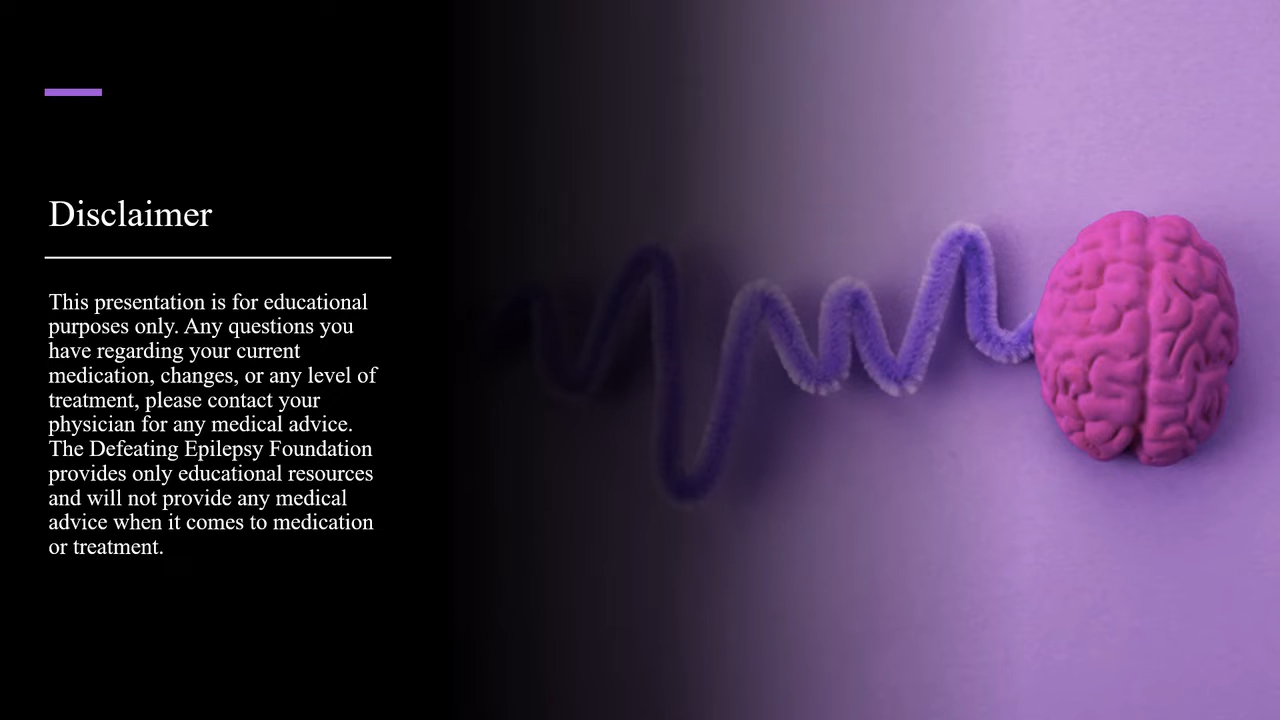 Disclaimer
This presentation is for educational
purposes only. Any questions you
have regarding your current
medication, changes, or any level of
treatment, please contact your
physician for any medical advice.
The Defeating Epilepsy Foundation
provides only educational resources
and will not provide any medical
advice when it comes to medication
or treatment.